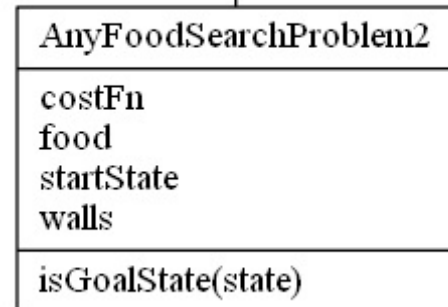 AnyFoodSearchProblem2
costFn
food
startState
walls
isGoalState(state)